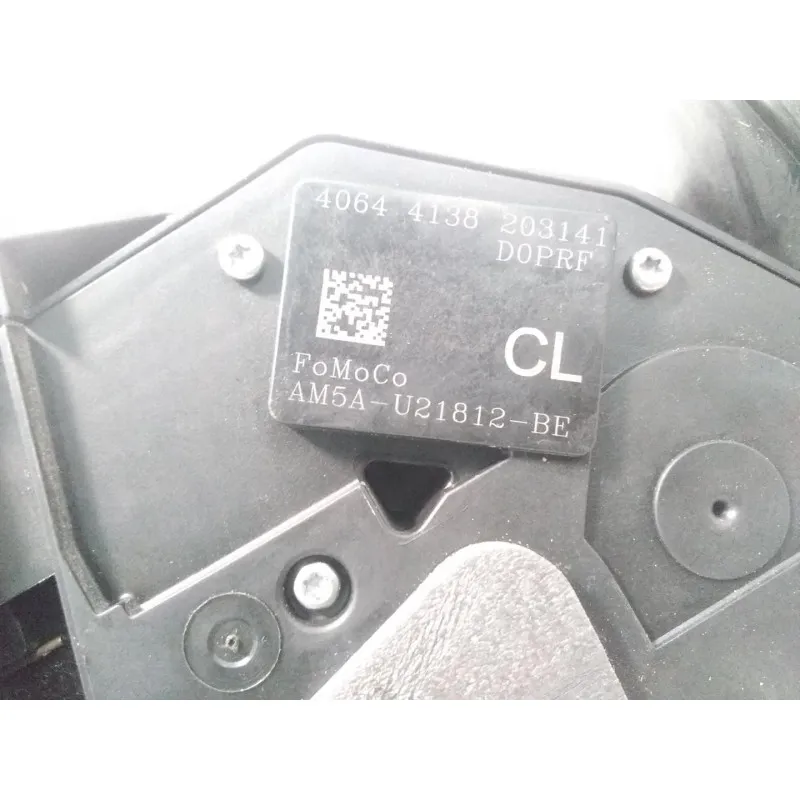 4064 4138 203141
D0PRF
CL
FoMoCo
AM5A-U21812-BE